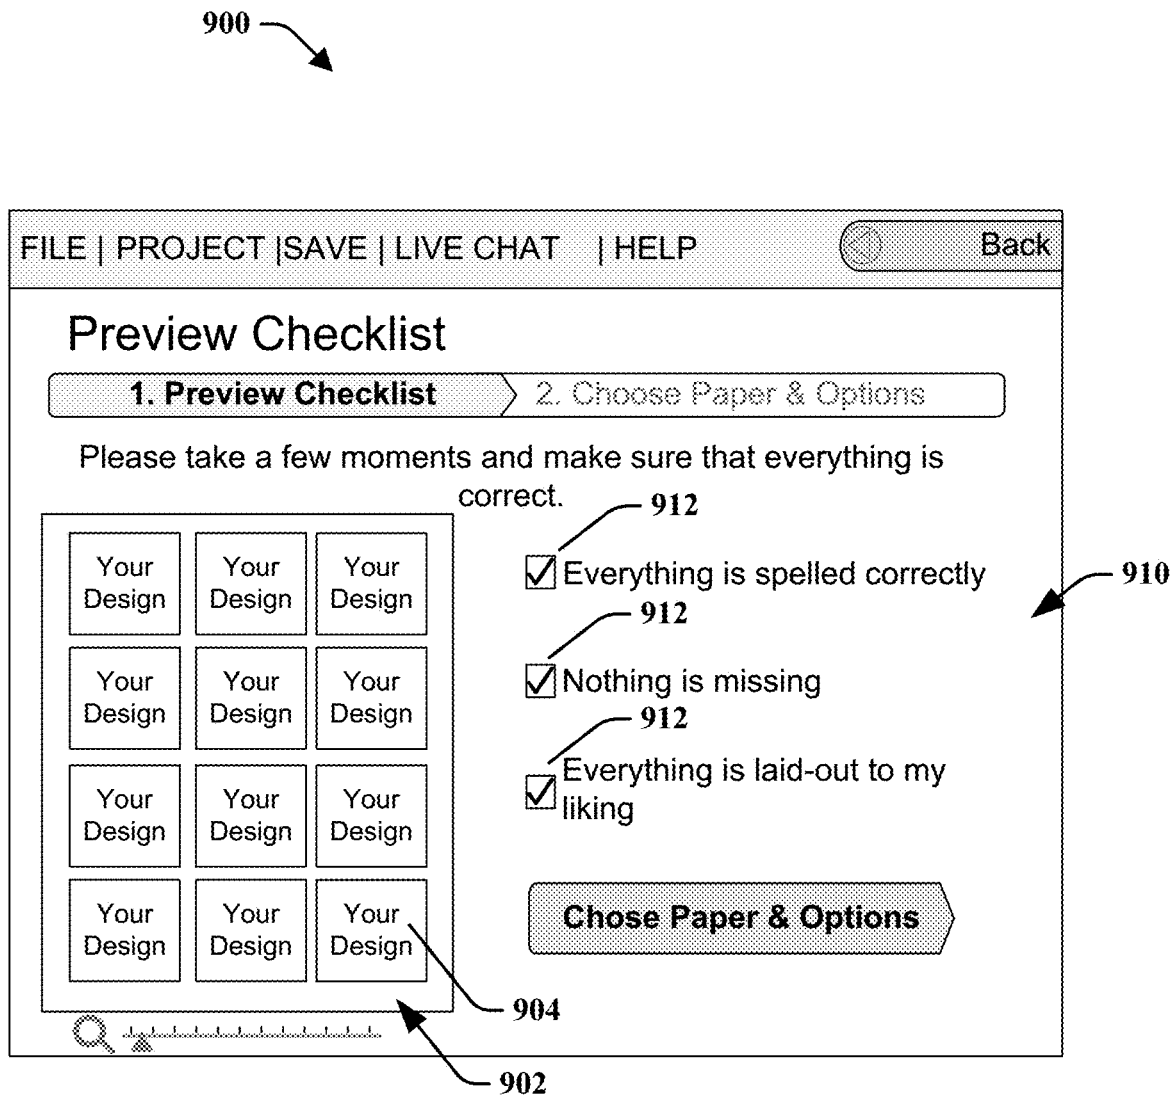 900
FILE | PROJECT |SAVE | LIVE CHAT | HELP
Back
Preview Checklist
1. Preview Checklist
2. Choose Paper & Options
Please take a few moments and make sure that everything is
correct.
912
Everything is spelled correctly
910
912
Nothing is missing
912
Everything is laid-out to my
liking
Your Your Your
Design Design Design
Your Your Your
Design Design Design
Your Your Your
Design Design Design
Your Your Your
Design Design Design
Chose Paper & Options
904
902